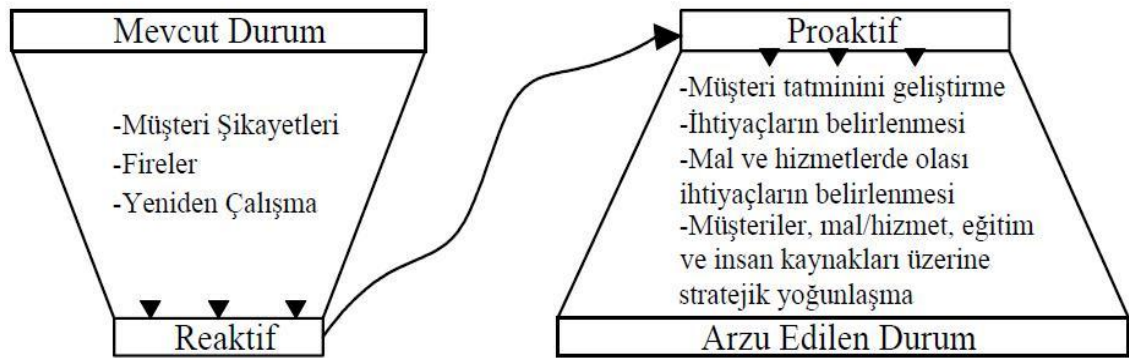 Mevcut Durum
-Müşteri Şikayetleri
-Fireler
-Yeniden Çalışma
Reaktif
Proaktif
-Müşteri tatminini geliştirme
-İhtiyaçların belirlenmesi
-Mal ve hizmetlerde olası
ihtiyaçların belirlenmesi
-Müşteriler, mal/hizmet, eğitim
ve insan kaynakları üzerine
stratejik yoğunlaşma
Arzu Edilen Durum